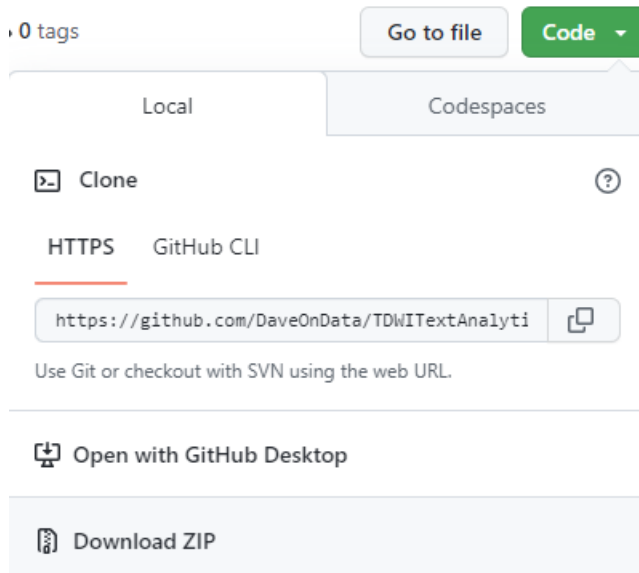 0 tags
Go to file
Code
Local
Codespaces
Clone
HTTPS
GitHub CLI
https://github.com/DaveOnData/TDWITextAnalyti
Use Git or checkout with SVN using the web URL.
Open with GitHub Desktop
Download ZIP